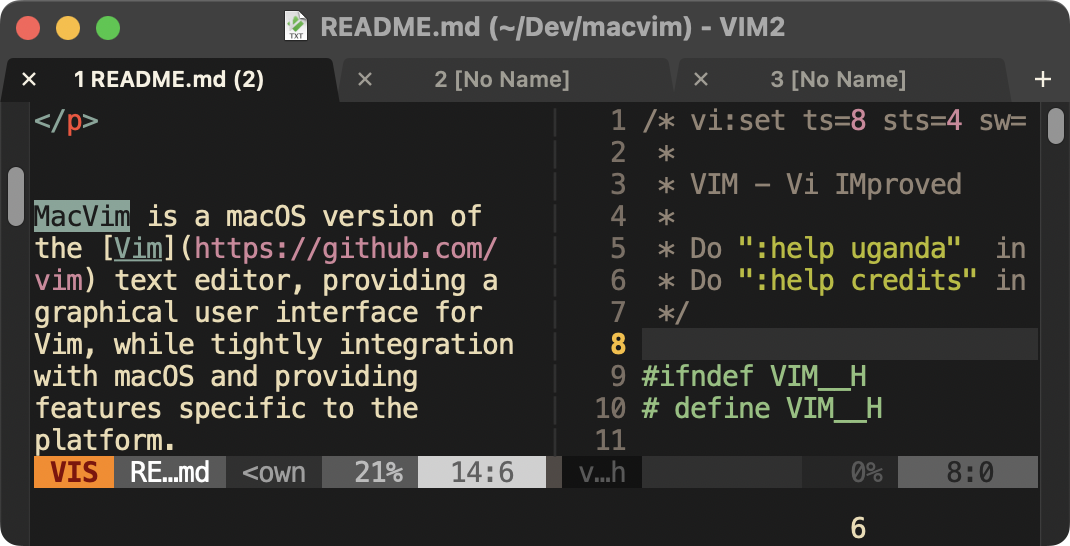 README.md (~/Dev/macvim) - VIM2
× 1 README.md (2) × 2 [No Name] × 3 [No Name] +
</p>
MacVim is a macOS version of
the [Vim](https://github.com/
vim) text editor, providing a
graphical user interface for
Vim, while tightly integration
with macOS and providing
features specific to the
platform.
VIS RE…md <own 21% 14:6
1 /* vi:set ts=8 sts=4 sw=
2 *
3 * VIM - Vi IMproved
4 *
5 * Do ":help uganda" in
6 * Do ":help credits" in
7 */
8
9 #ifndef VIM__H
10 # define VIM__H
11
v…h 0% 8:0
6